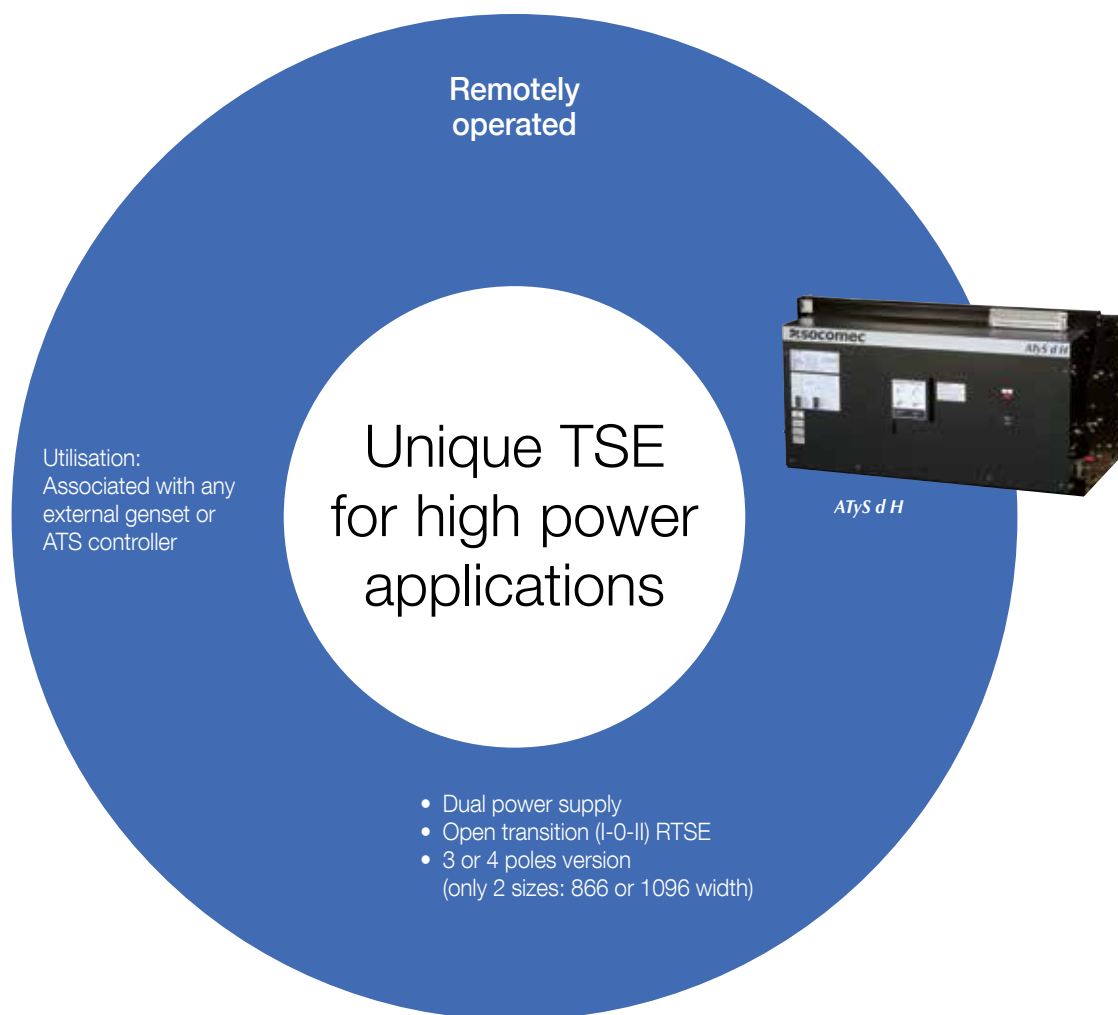 Remotely
operated
socomec
ATyS d H
Utilisation:
Associated with any
external genset or
ATS controller
Unique TSE
for high power
applications
ATyS d H
• Dual power supply
• Open transition (I-0-II) RTSE
• 3 or 4 poles version
(only 2 sizes: 866 or 1096 width)